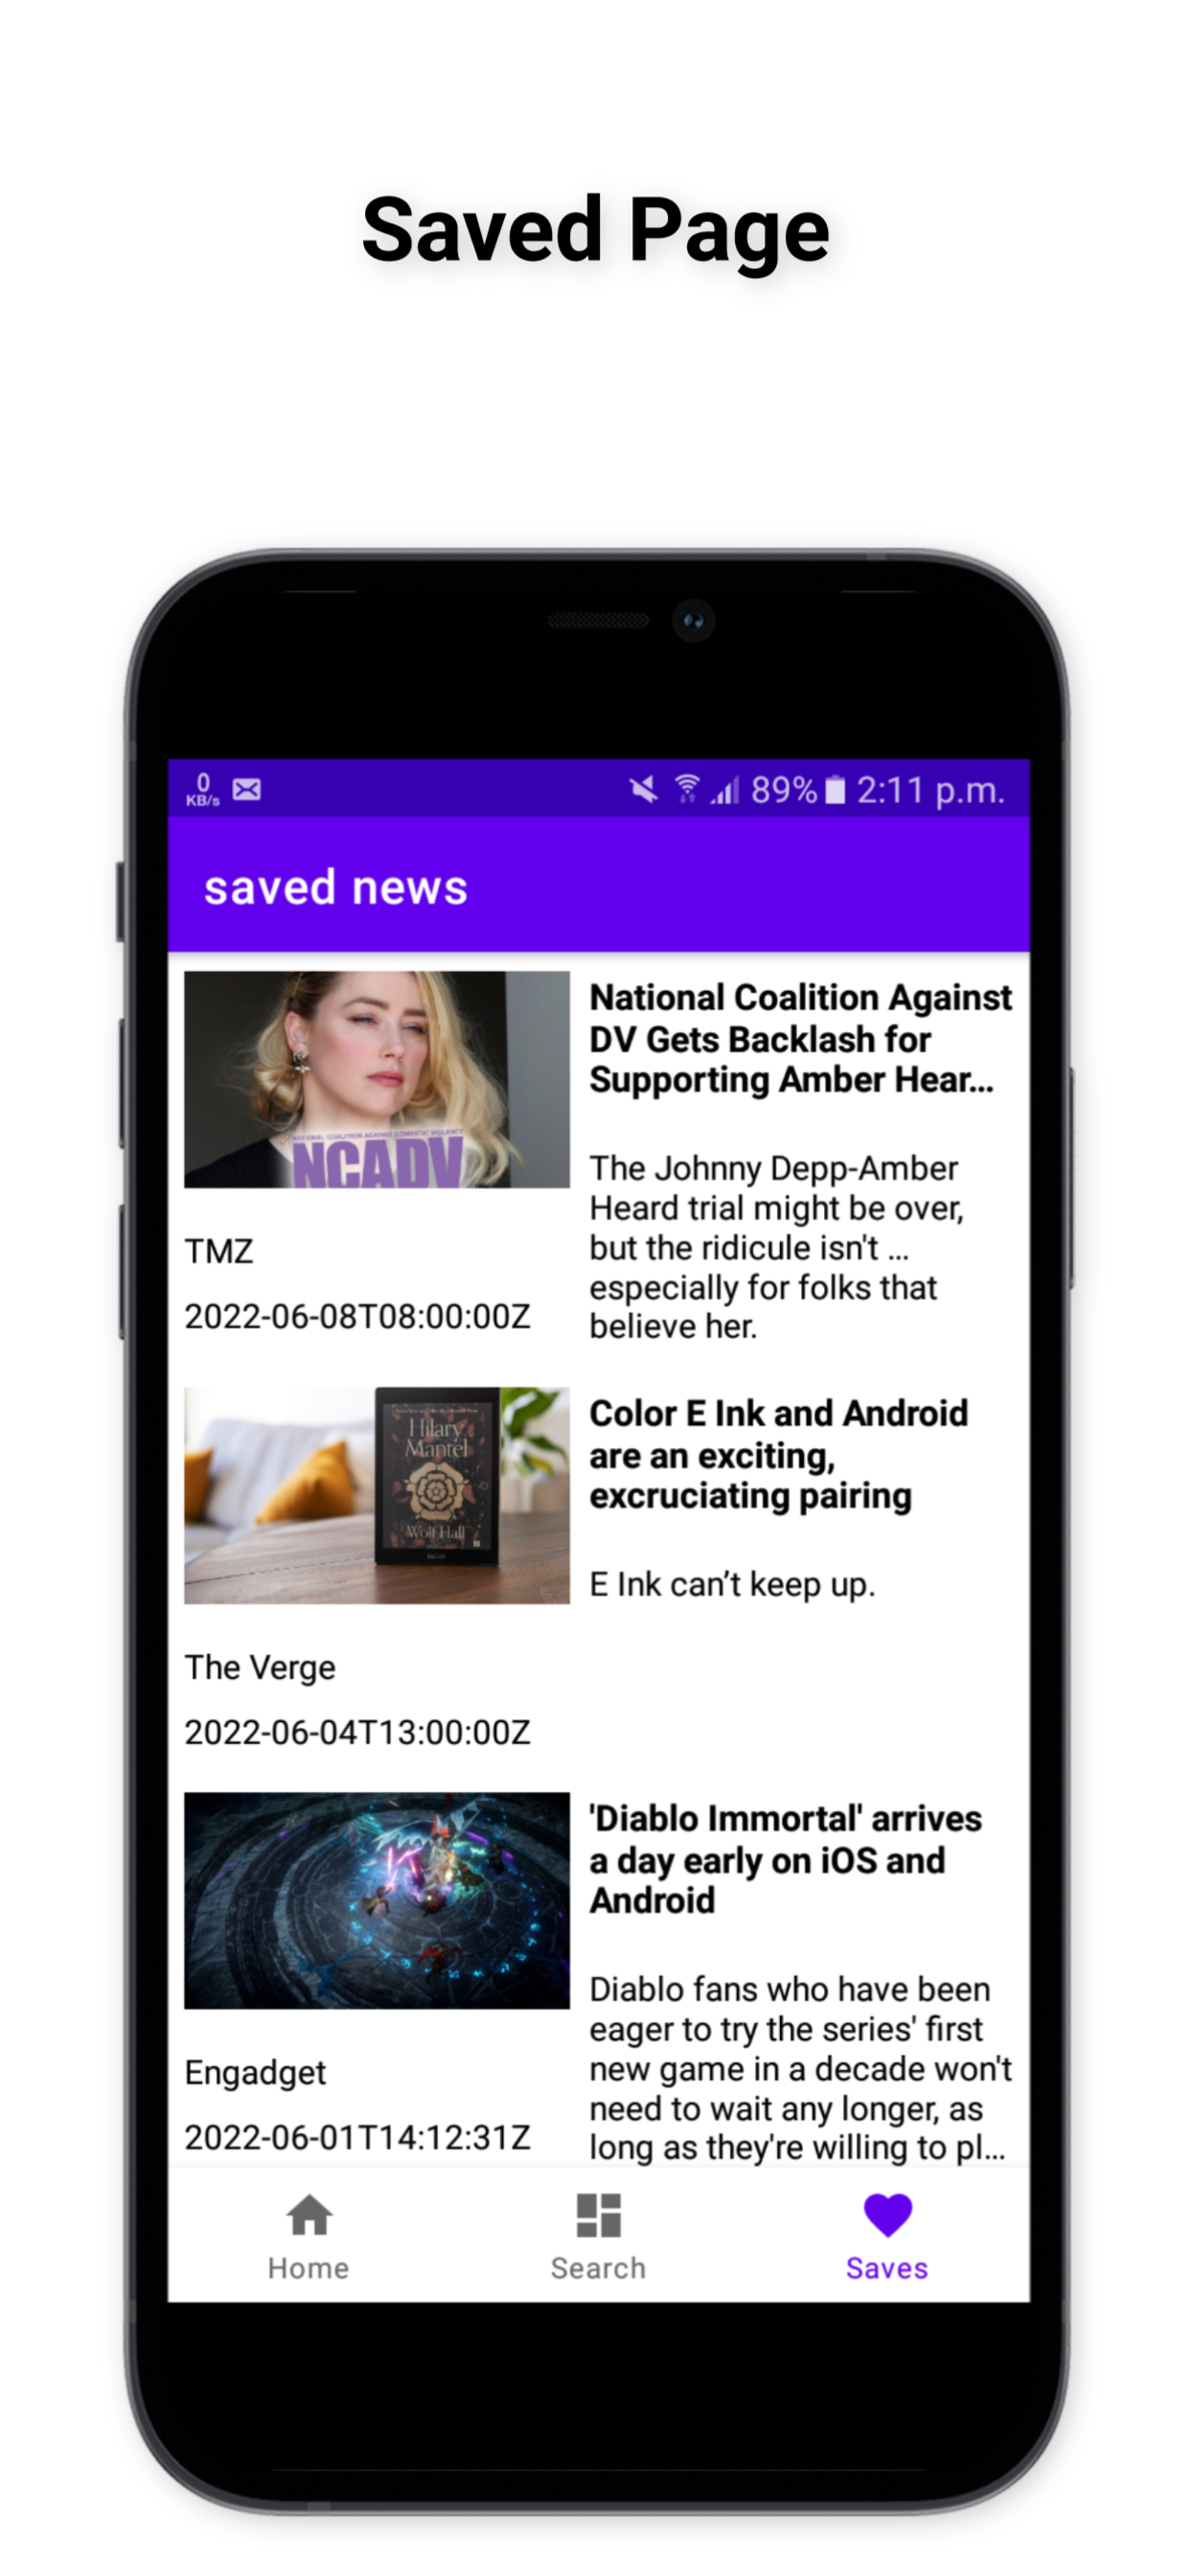 Saved Page
0
KB/s
89% 2:11 p.m.
saved news
National Coalition Against
DV Gets Backlash for
Supporting Amber Hear...
NATIONAL COALITION AGAINST DOMESTIC VIOLENCE
NCADV
The Johnny Depp-Amber
Heard trial might be over,
but the ridicule isn't ...
especially for folks that
believe her.
TMZ
2022-06-08T08:00:00Z
Color E Ink and Android
are an exciting,
excruciating pairing
Hilary
Mantel
Wolf Hall
E Ink can’t keep up.
The Verge
2022-06-04T13:00:00Z
'Diablo Immortal' arrives
a day early on iOS and
Android
Diablo fans who have been
eager to try the series' first
new game in a decade won't
need to wait any longer, as
long as they're willing to pl...
Engadget
2022-06-01T14:12:31Z
Home
Search
Saves